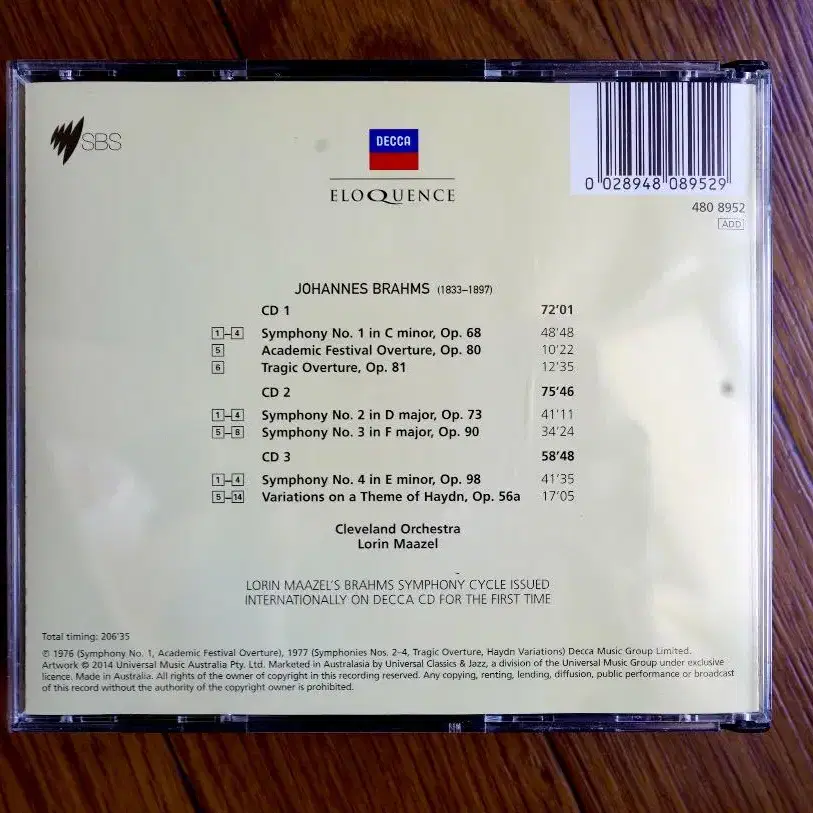 SBS
DECCA
ELOQUENCE
0 028948 089529
480 8952
ADD
JOHANNES BRAHMS (1833–1897)
CD 1 72'01
1–4 Symphony No. 1 in C minor, Op. 68 48'48
5 Academic Festival Overture, Op. 80 10'22
6 Tragic Overture, Op. 81 12'35
CD 2 75'46
1–4 Symphony No. 2 in D major, Op. 73 41'11
5–8 Symphony No. 3 in F major, Op. 90 34'24
CD 3 58'48
1–4 Symphony No. 4 in E minor, Op. 98 41'35
5–14 Variations on a Theme of Haydn, Op. 56a 17'05
Cleveland Orchestra
Lorin Maazel
LORIN MAAZEL'S BRAHMS SYMPHONY CYCLE ISSUED
INTERNATIONALLY ON DECCA CD FOR THE FIRST TIME
Total timing: 206'35
℗ 1976 (Symphony No. 1, Academic Festival Overture), 1977 (Symphonies Nos. 2–4, Tragic Overture, Haydn Variations) Decca Music Group Limited.
Artwork © 2014 Universal Music Australia Pty. Ltd. Marketed in Australasia by Universal Classics & Jazz, a division of the Universal Music Group under exclusive
licence. Made in Australia. All rights of the owner of copyright in this recording reserved. Any copying, renting, lending, diffusion, public performance or broadcast
of this record without the authority of the copyright owner is prohibited.